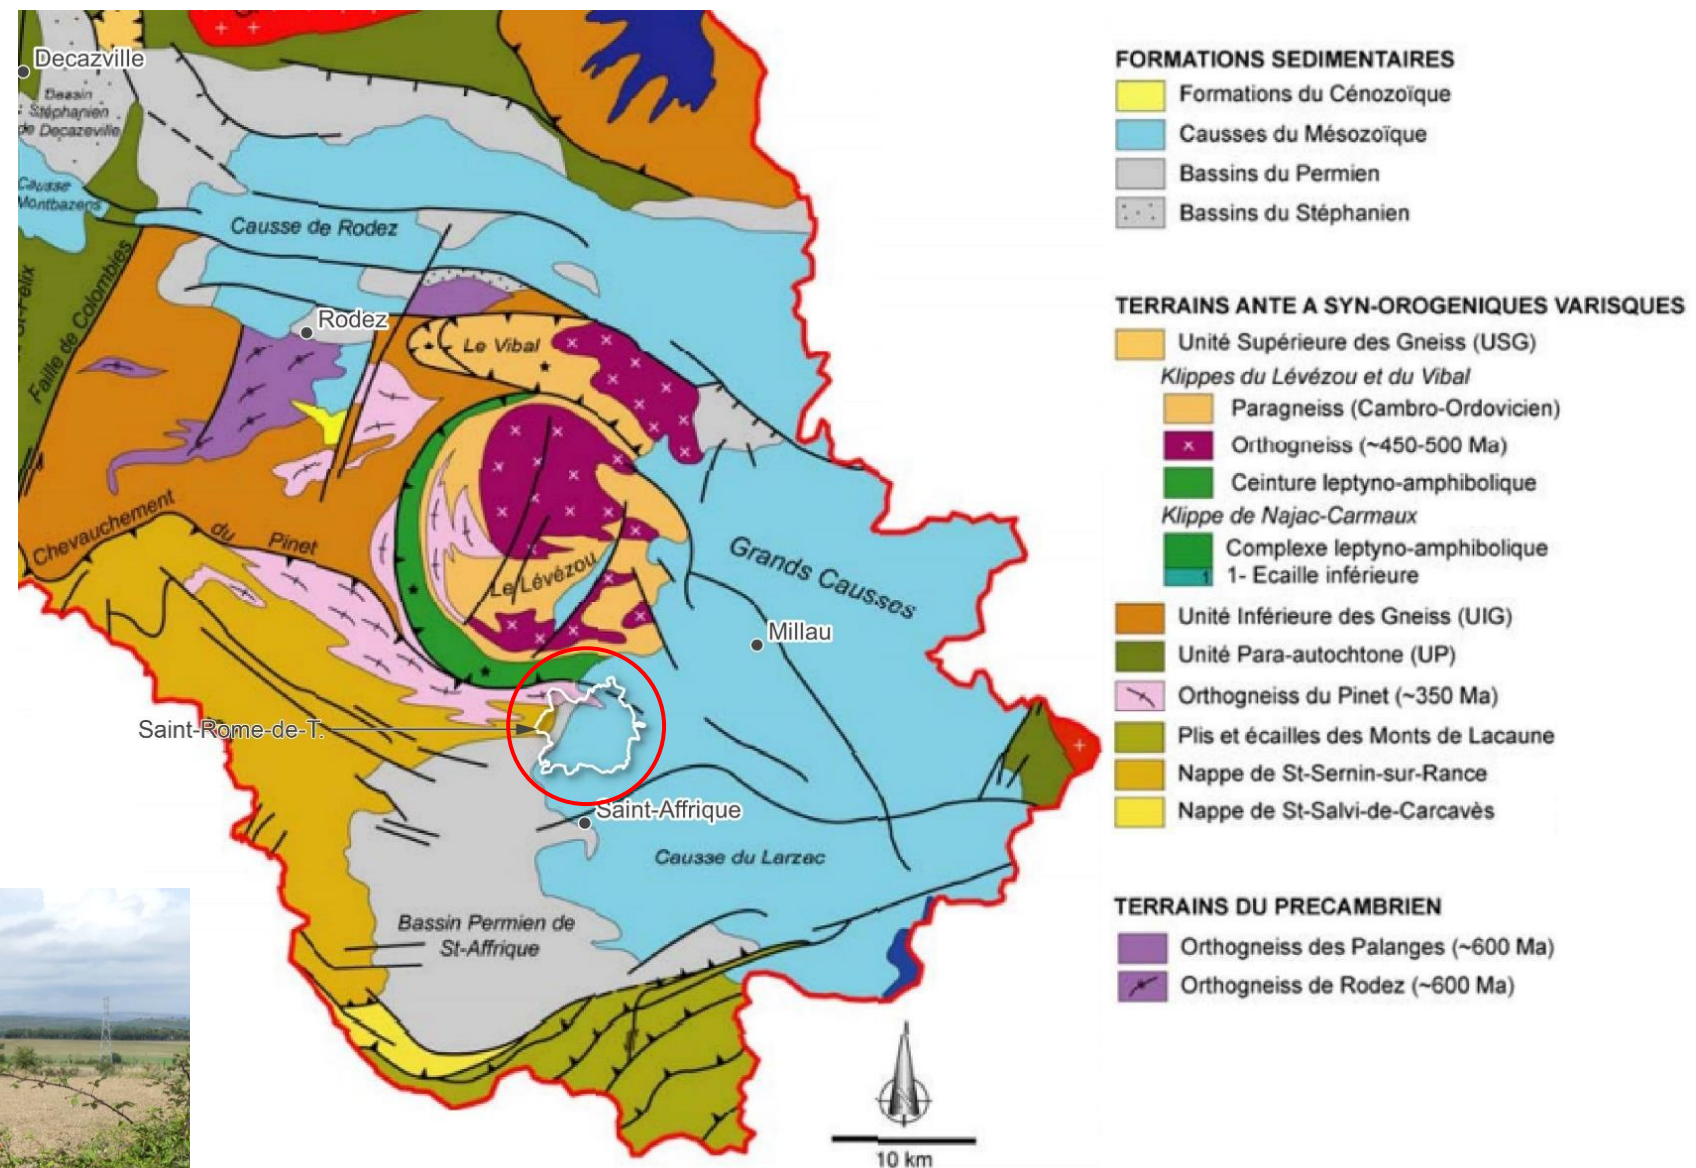 Decazville
Bassin
Stéphanien
de Decazeville
Causse
Montbazens
Causse de Rodez
St-Félix
Faille de Colombies
Rodez
Le Vibal
Chevauchement
du
Pinet
Le Lévézou
Grands Causses
Millau
Saint-Rome-de-T.
Saint-Affrique
Causse du Larzac
Bassin Permien de
St-Affrique
N
10 km
FORMATIONS SEDIMENTAIRES
Formations du Cénozoïque
Causses du Mésozoïque
Bassins du Permien
Bassins du Stéphanien
TERRAINS ANTE A SYN-OROGENIQUES VARISQUES
Unité Supérieure des Gneiss (USG)
Klippes du Lévézou et du Vibal
Paragneiss (Cambro-Ordovicien)
Orthogneiss (~450-500 Ma)
Ceinture leptyno-amphibolique
Klippe de Najac-Carmaux
Complexe leptyno-amphibolique
1 1- Ecaille inférieure
Unité Inférieure des Gneiss (UIG)
Unité Para-autochtone (UP)
Orthogneiss du Pinet (~350 Ma)
Plis et écailles des Monts de Lacaune
Nappe de St-Sernin-sur-Rance
Nappe de St-Salvi-de-Carcavès
TERRAINS DU PRECAMBRIEN
Orthogneiss des Palanges (~600 Ma)
Orthogneiss de Rodez (~600 Ma)